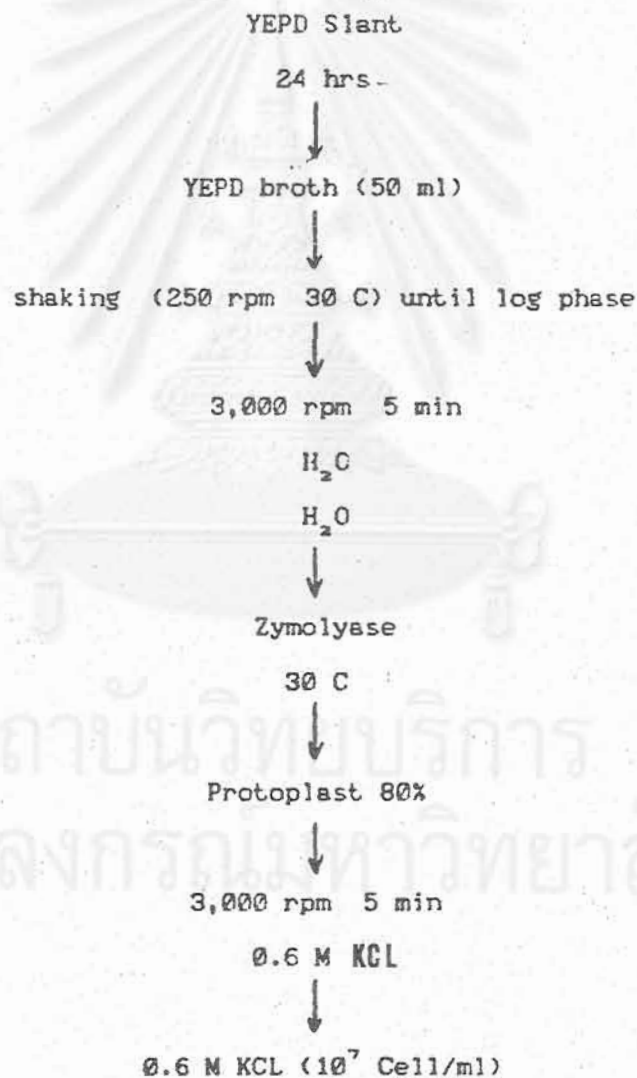 YEPD Slant
24 hrs
YEPD broth (50 ml)
shaking (250 rpm 30 C) until log phase
3,000 rpm 5 min
H₂O
H₂O
Zymolyase
30 C
Protoplast 80%
3,000 rpm 5 min
0.6 M KCL
0.6 M KCL (10⁷ Cell/ml)